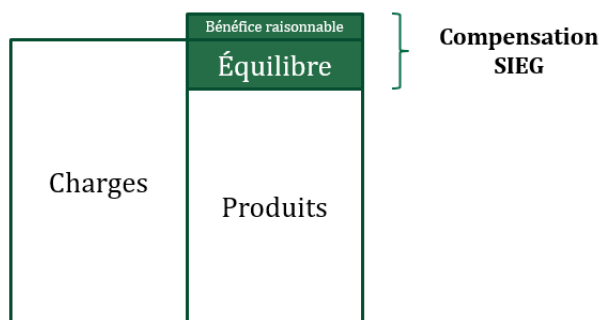 Bénéfice raisonnable
Équilibre
Compensation
SIEG
Charges
Produits